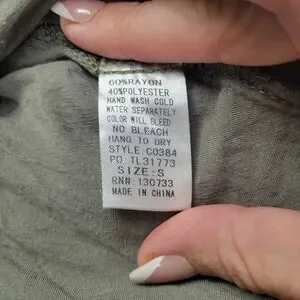 60%RAYON
40%POLYESTER
HAND WASH COLD
WATER SEPARATELY
COLOR WILL BLEED
NO BLEACH
HANG TO DRY
STYLE:C0384
PO.TL31773
SIZE:S
RN#: 130733
MADE IN CHINA